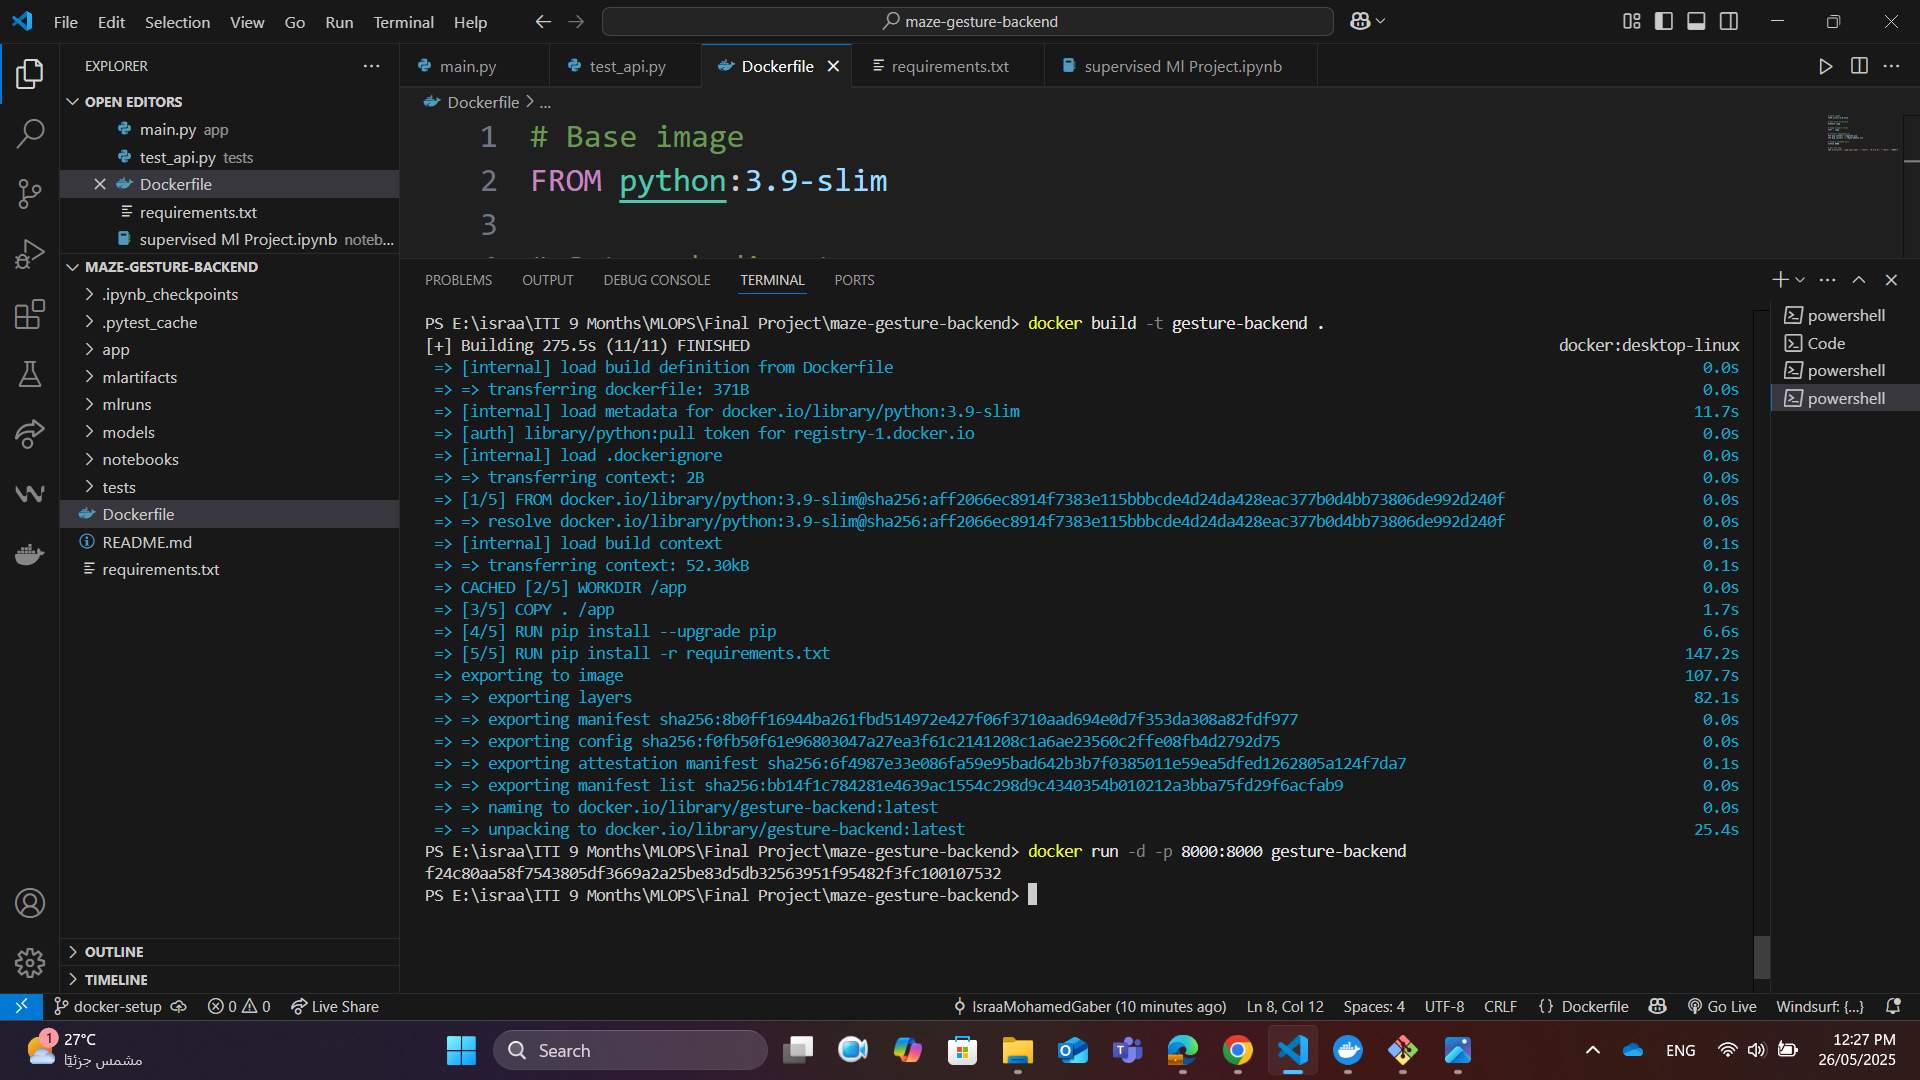 File Edit Selection View Go Run Terminal Help
maze-gesture-backend
EXPLORER
OPEN EDITORS
main.py app
test_api.py tests
Dockerfile
requirements.txt
supervised Ml Project.ipynb noteb...
MAZE-GESTURE-BACKEND
.ipynb_checkpoints
.pytest_cache
app
mlartifacts
mlruns
models
notebooks
tests
Dockerfile
README.md
requirements.txt
OUTLINE
TIMELINE
main.py test_api.py Dockerfile requirements.txt supervised Ml Project.ipynb
Dockerfile > ...
1 # Base image
2 FROM python:3.9-slim
3
PROBLEMS OUTPUT DEBUG CONSOLE TERMINAL PORTS
PS E:\israa\ITI 9 Months\MLOPS\Final Project\maze-gesture-backend> docker build -t gesture-backend .
[+] Building 275.5s (11/11) FINISHED docker:desktop-linux
=> [internal] load build definition from Dockerfile 0.0s
=> => transferring dockerfile: 371B 0.0s
=> [internal] load metadata for docker.io/library/python:3.9-slim 11.7s
=> [auth] library/python:pull token for registry-1.docker.io 0.0s
=> [internal] load .dockerignore 0.0s
=> => transferring context: 2B 0.0s
=> [1/5] FROM docker.io/library/python:3.9-slim@sha256:aff2066ec8914f7383e115bbbcde4d24da428eac377b0d4bb73806de992d240f 0.0s
=> => resolve docker.io/library/python:3.9-slim@sha256:aff2066ec8914f7383e115bbbcde4d24da428eac377b0d4bb73806de992d240f 0.0s
=> [internal] load build context 0.1s
=> => transferring context: 52.30kB 0.1s
=> CACHED [2/5] WORKDIR /app 0.0s
=> [3/5] COPY . /app 1.7s
=> [4/5] RUN pip install --upgrade pip 6.6s
=> [5/5] RUN pip install -r requirements.txt 147.2s
=> exporting to image 107.7s
=> => exporting layers 82.1s
=> => exporting manifest sha256:8b0ff16944ba261fbd514972e427f06f3710aad694e0d7f353da308a82fdf977 0.0s
=> => exporting config sha256:f0fb50f61e96803047a27ea3f61c2141208c1a6ae23560c2ffe08fb4d2792d75 0.0s
=> => exporting attestation manifest sha256:6f4987e33e086fa59e95bad642b3b7f0385011e59ea5dfed1262805a124f7da7 0.1s
=> => exporting manifest list sha256:bb14f1c784281e4639ac1554c298d9c4340354b010212a3bba75fd29f6acfab9 0.0s
=> => naming to docker.io/library/gesture-backend:latest 0.0s
=> => unpacking to docker.io/library/gesture-backend:latest 25.4s
PS E:\israa\ITI 9 Months\MLOPS\Final Project\maze-gesture-backend> docker run -d -p 8000:8000 gesture-backend
f24c80aa58f7543805df3669a2a25be83d5db32563951f95482f3fc100107532
PS E:\israa\ITI 9 Months\MLOPS\Final Project\maze-gesture-backend>
powershell
Code
powershell
powershell
docker-setup 0 0 Live Share IsraaMohamedGaber (10 minutes ago) Ln 8, Col 12 Spaces: 4 UTF-8 CRLF {} Dockerfile Go Live Windsurf: {...}
1
27°C
مشمس جزئيًا
Search
ENG
12:27 PM
26/05/2025